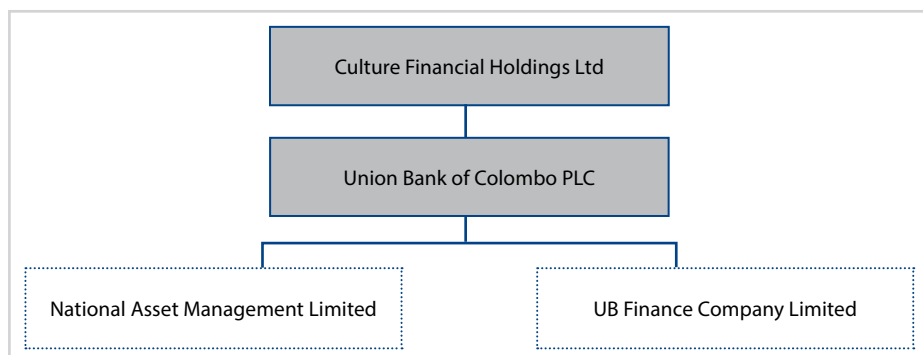 Culture Financial Holdings Ltd
Union Bank of Colombo PLC
National Asset Management Limited
UB Finance Company Limited